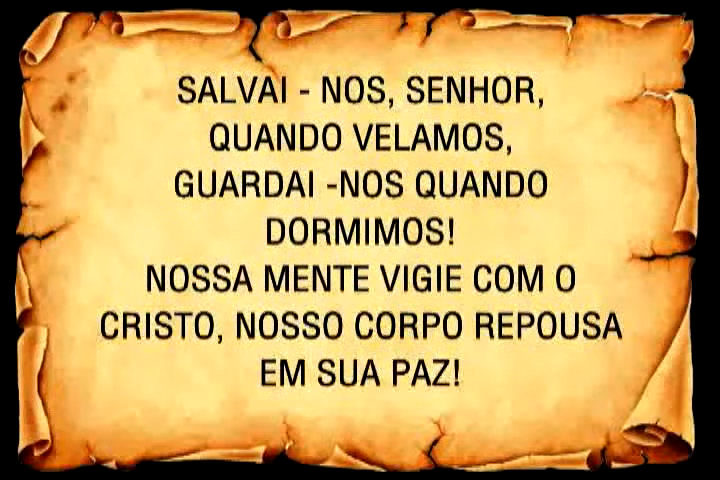 SALVAI - NOS, SENHOR,
QUANDO VELAMOS,
GUARDAI -NOS QUANDO
DORMIMOS!
NOSSA MENTE VIGIE COM O
CRISTO, NOSSO CORPO REPOUSA
EM SUA PAZ!